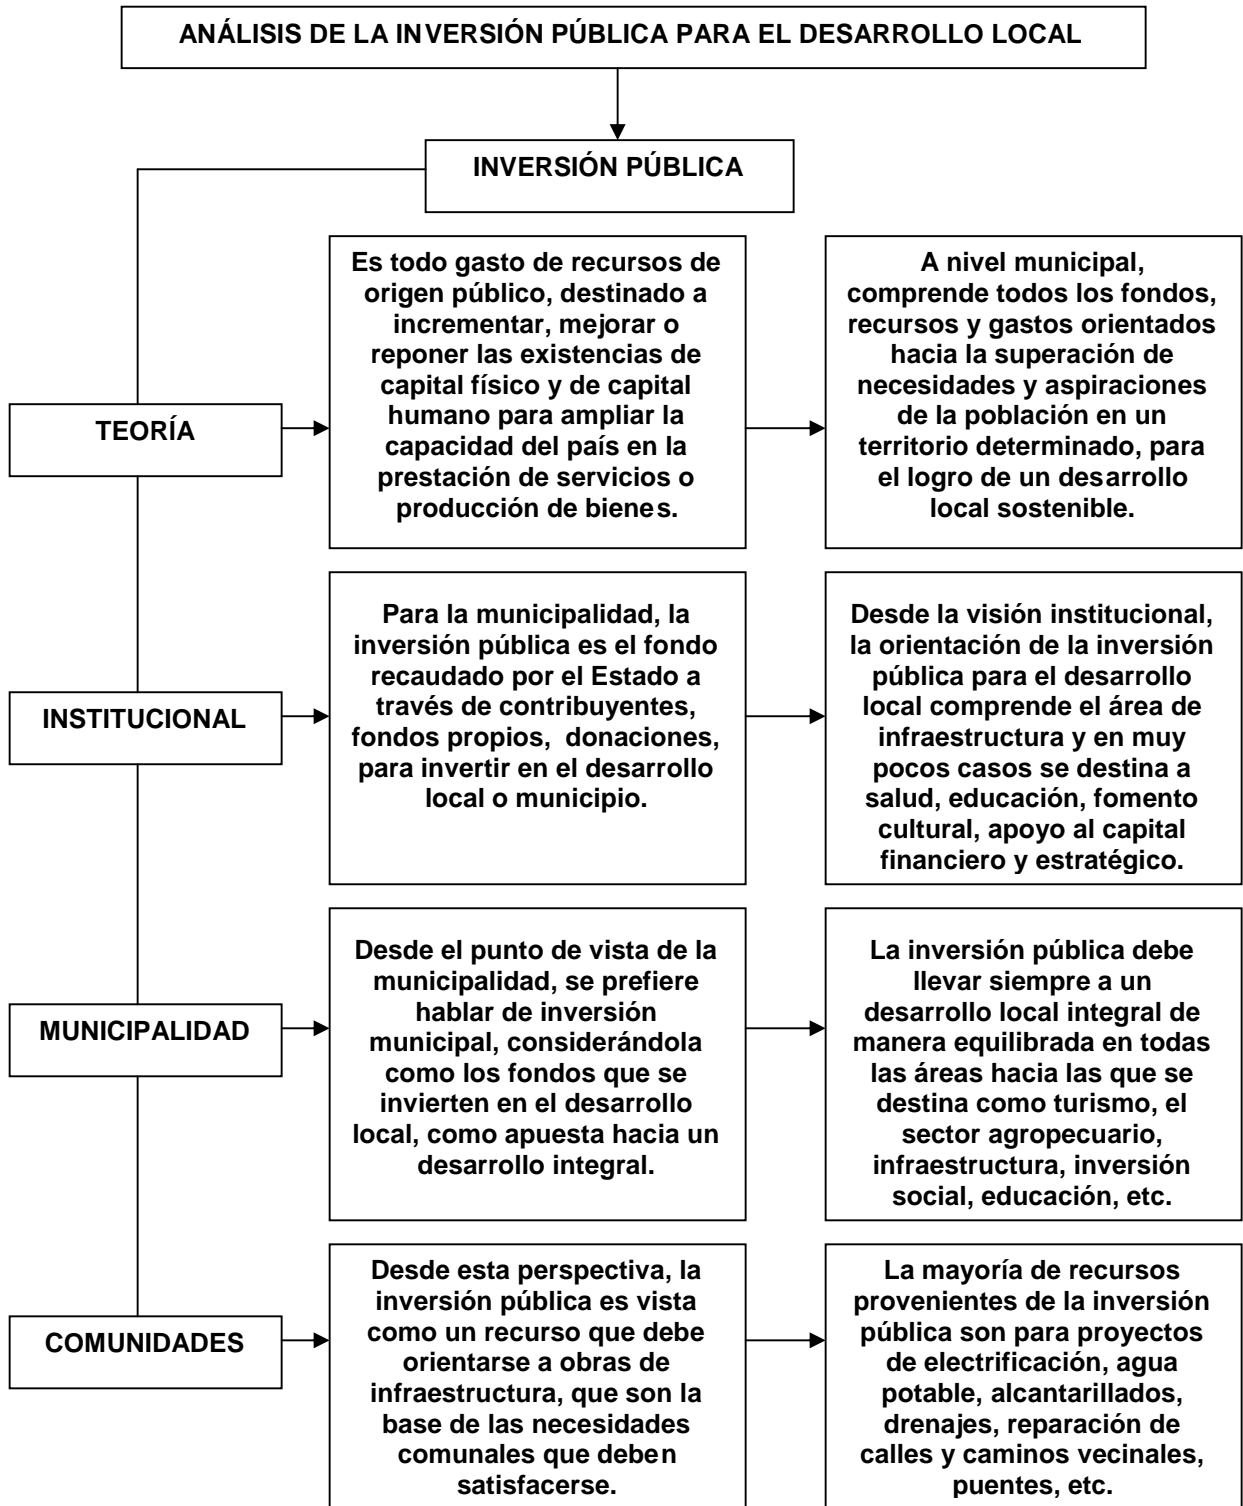 ANÁLISIS DE LA INVERSIÓN PÚBLICA PARA EL DESARROLLO LOCAL
INVERSIÓN PÚBLICA
TEORÍA
Es todo gasto de recursos de
origen público, destinado a
incrementar, mejorar o
reponer las existencias de
capital físico y de capital
humano para ampliar la
capacidad del país en la
prestación de servicios o
producción de bienes.
A nivel municipal,
comprende todos los fondos,
recursos y gastos orientados
hacia la superación de
necesidades y aspiraciones
de la población en un
territorio determinado, para
el logro de un desarrollo
local sostenible.
INSTITUCIONAL
Para la municipalidad, la
inversión pública es el fondo
recaudado por el Estado a
través de contribuyentes,
fondos propios, donaciones,
para invertir en el desarrollo
local o municipio.
Desde la visión institucional,
la orientación de la inversión
pública para el desarrollo
local comprende el área de
infraestructura y en muy
pocos casos se destina a
salud, educación, fomento
cultural, apoyo al capital
financiero y estratégico.
MUNICIPALIDAD
Desde el punto de vista de la
municipalidad, se prefiere
hablar de inversión
municipal, considerándola
como los fondos que se
invierten en el desarrollo
local, como apuesta hacia un
desarrollo integral.
La inversión pública debe
llevar siempre a un
desarrollo local integral de
manera equilibrada en todas
las áreas hacia las que se
destina como turismo, el
sector agropecuario,
infraestructura, inversión
social, educación, etc.
COMUNIDADES
Desde esta perspectiva, la
inversión pública es vista
como un recurso que debe
orientarse a obras de
infraestructura, que son la
base de las necesidades
comunales que deben
satisfacerse.
La mayoría de recursos
provenientes de la inversión
pública son para proyectos
de electrificación, agua
potable, alcantarillados,
drenajes, reparación de
calles y caminos vecinales,
puentes, etc.